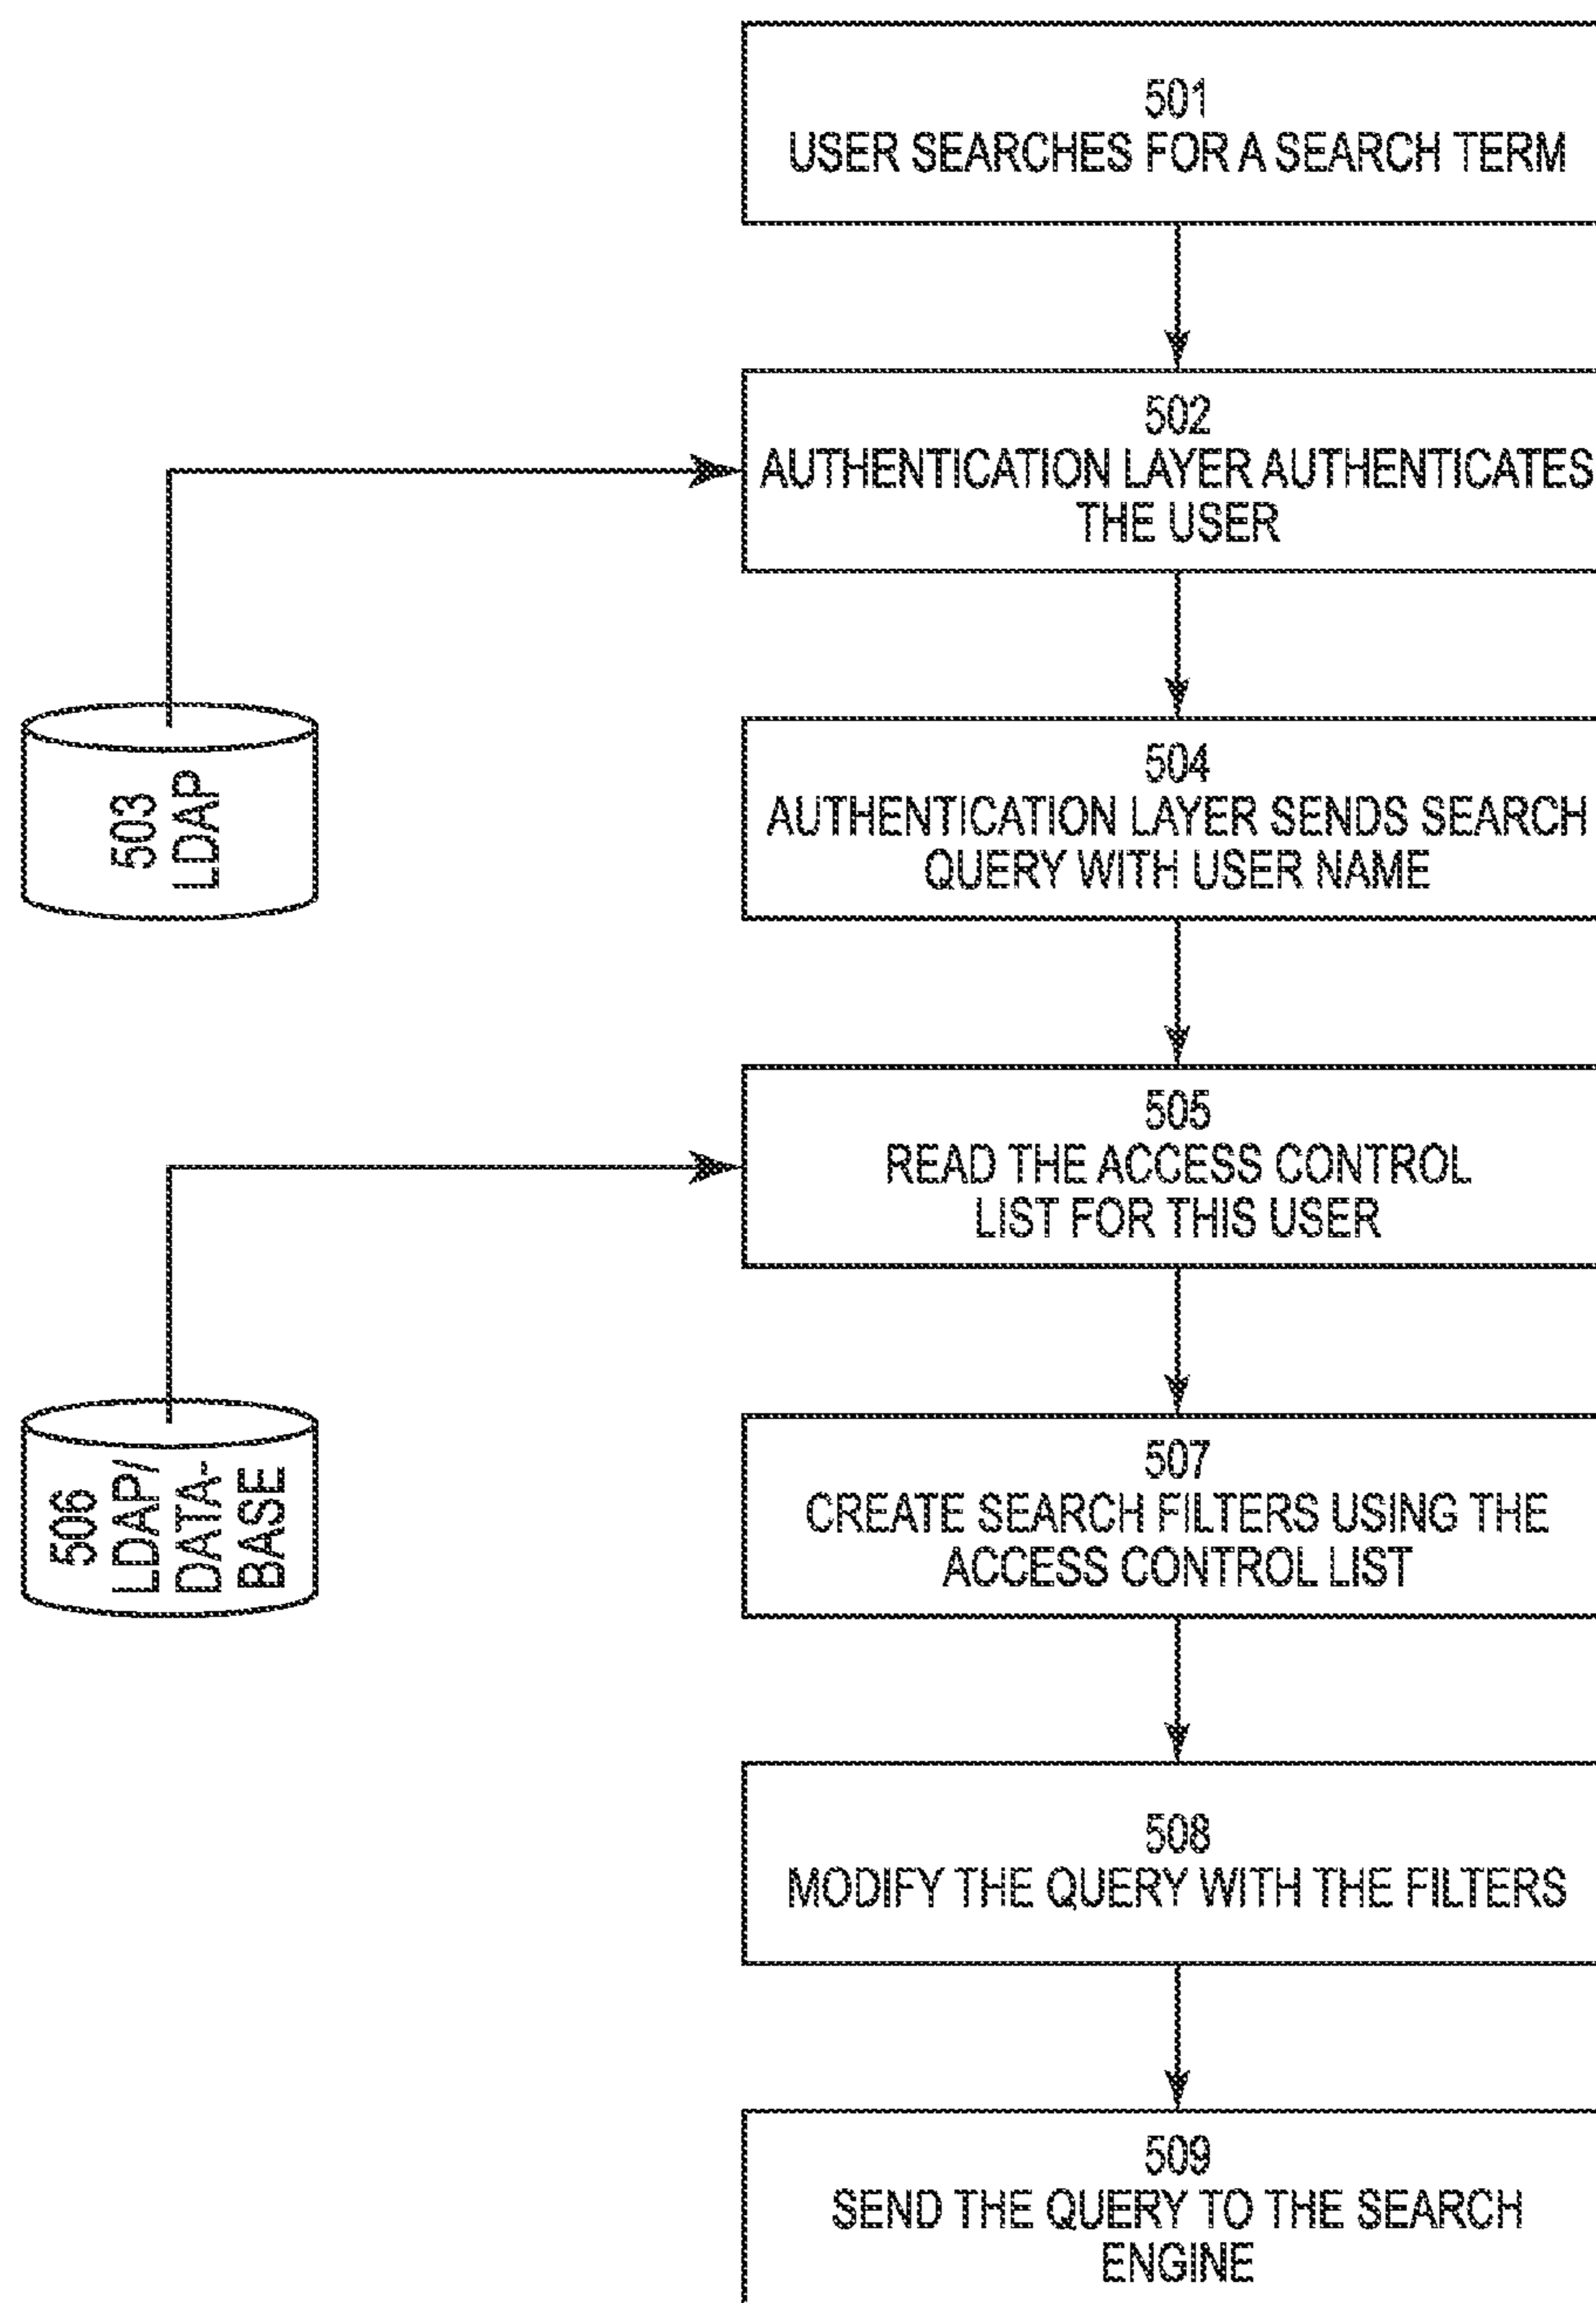 501
USER SEARCHES FOR A SEARCH TERM
502
AUTHENTICATION LAYER AUTHENTICATES
THE USER
503
LDAP
504
AUTHENTICATION LAYER SENDS SEARCH
QUERY WITH USER NAME
505
READ THE ACCESS CONTROL
LIST FOR THIS USER
506
LDAP/
DATA-
BASE
507
CREATE SEARCH FILTERS USING THE
ACCESS CONTROL LIST
508
MODIFY THE QUERY WITH THE FILTERS
509
SEND THE QUERY TO THE SEARCH
ENGINE